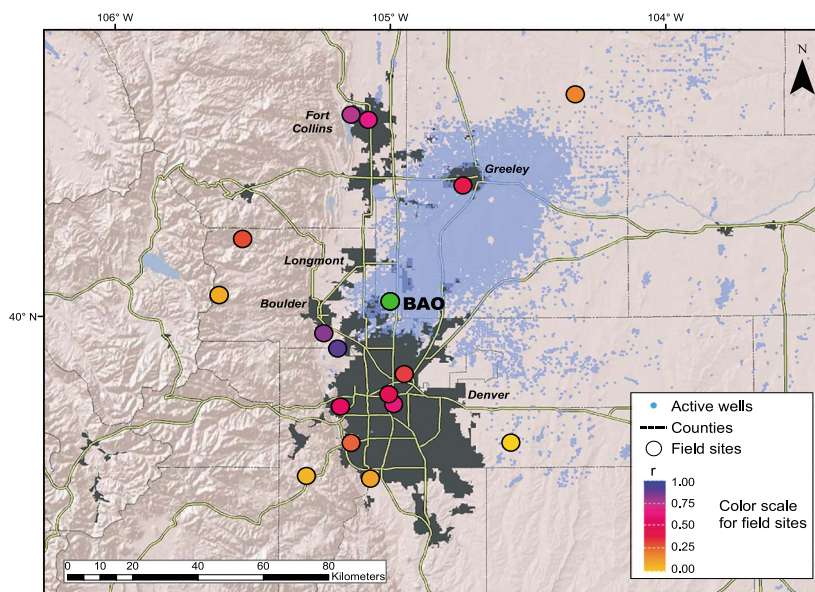 106° W
105° W
104° W
N
Fort
Collins
Greeley
Longmont
Boulder
BAO
40° N
Denver
Active wells
Counties
Field sites
r
1.00
0.75
0.50
0.25
0.00
Color scale
for field sites
0 10 20 40 60 80
Kilometers